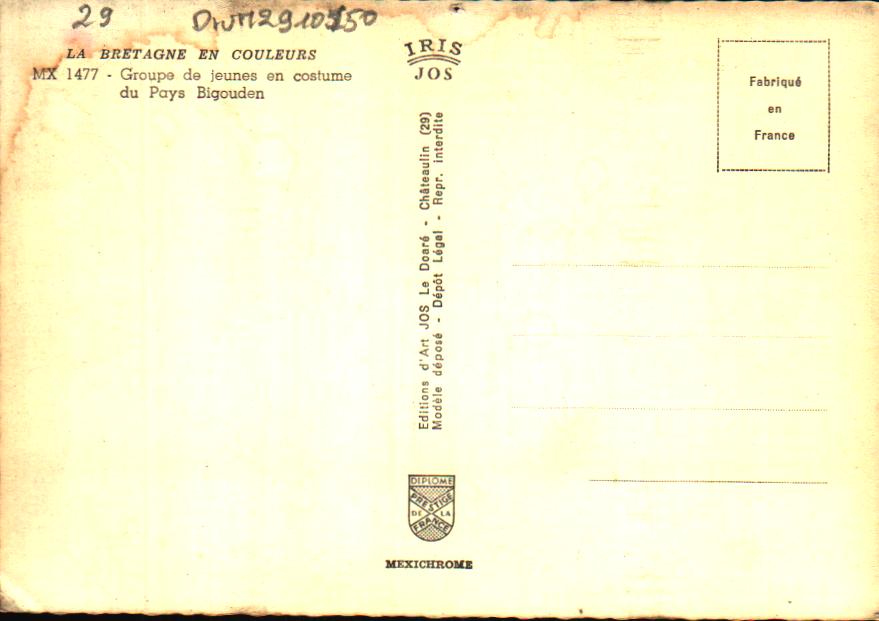 29
LA BRETAGNE EN COULEURS
MX 1477 - Groupe de jeunes en costume
du Pays Bigouden
IRIS
JOS
Fabriqué
en
France
Editions d'Art JOS Le Doaré - Châteaulin (29)
Modèle déposé - Dépôt Légal - Repr. interdite
DIPLOME
PRESTIGE
DE LA
FRANCE
MEXICHROME